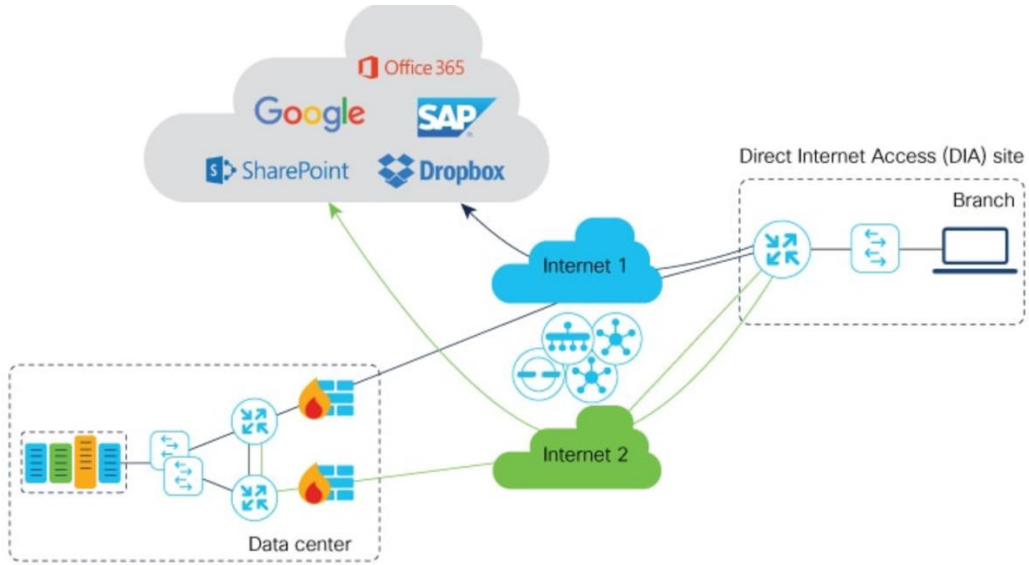 Office 365
Google
SAP
SharePoint
Dropbox
Direct Internet Access (DIA) site
Branch
Internet 1
Internet 2
Data center